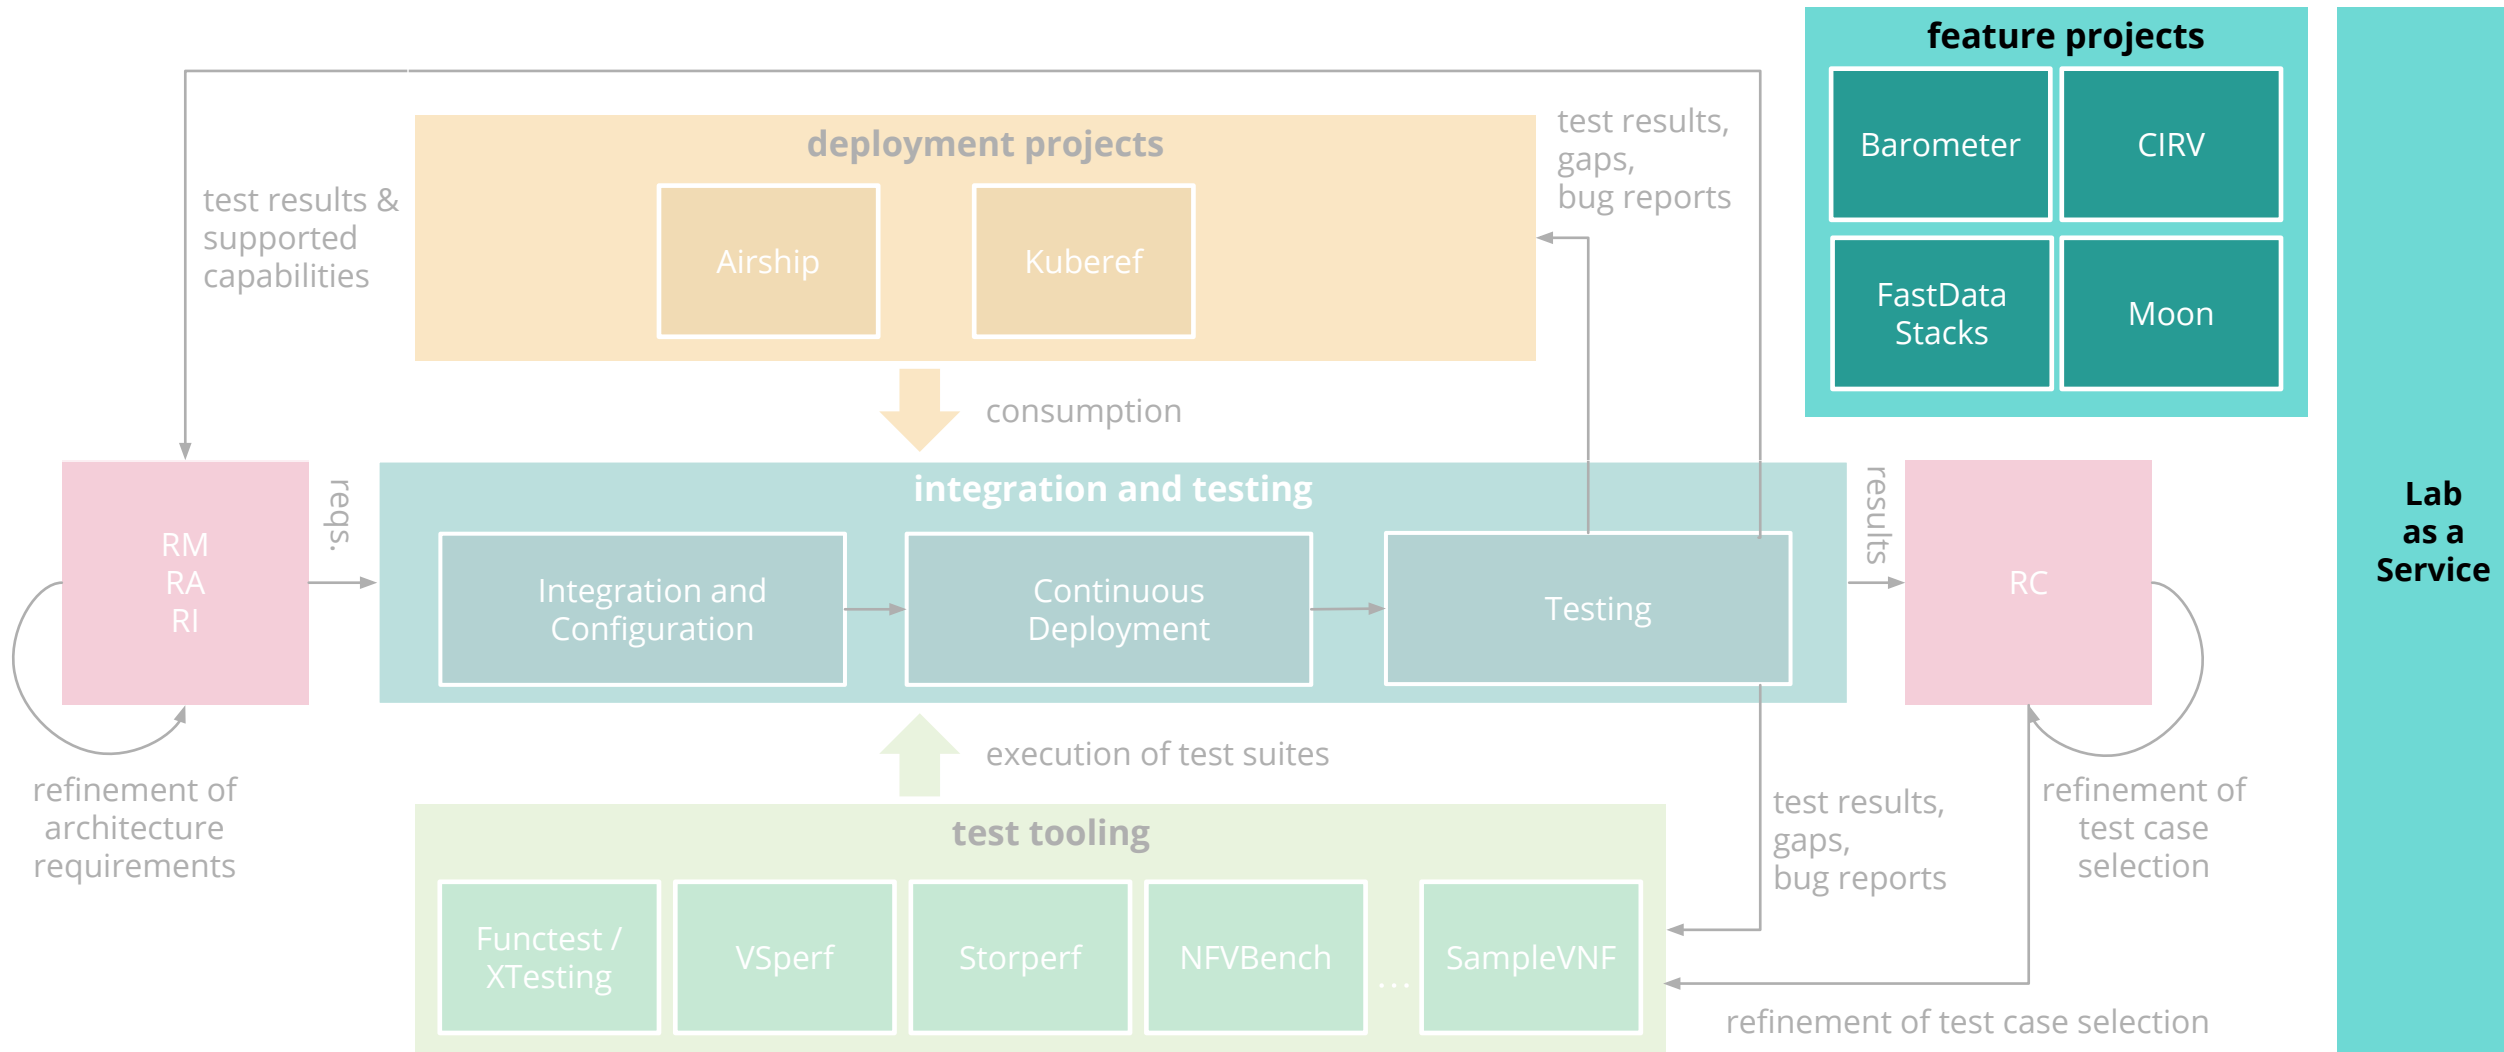 feature projects
Barometer
CIRV
FastData
Stacks
Moon
Lab
as a
Service
deployment projects
Airship
Kuberef
test results,
gaps,
bug reports
test results &
supported
capabilities
consumption
RM
RA
RI
reqs.
integration and testing
Integration and
Configuration
Continuous
Deployment
Testing
results
RC
refinement of
architecture
requirements
execution of test suites
test tooling
Functest /
XTesting
VSperf
Storperf
NFVBench
...
SampleVNF
test results,
gaps,
bug reports
refinement of
test case
selection
refinement of test case selection